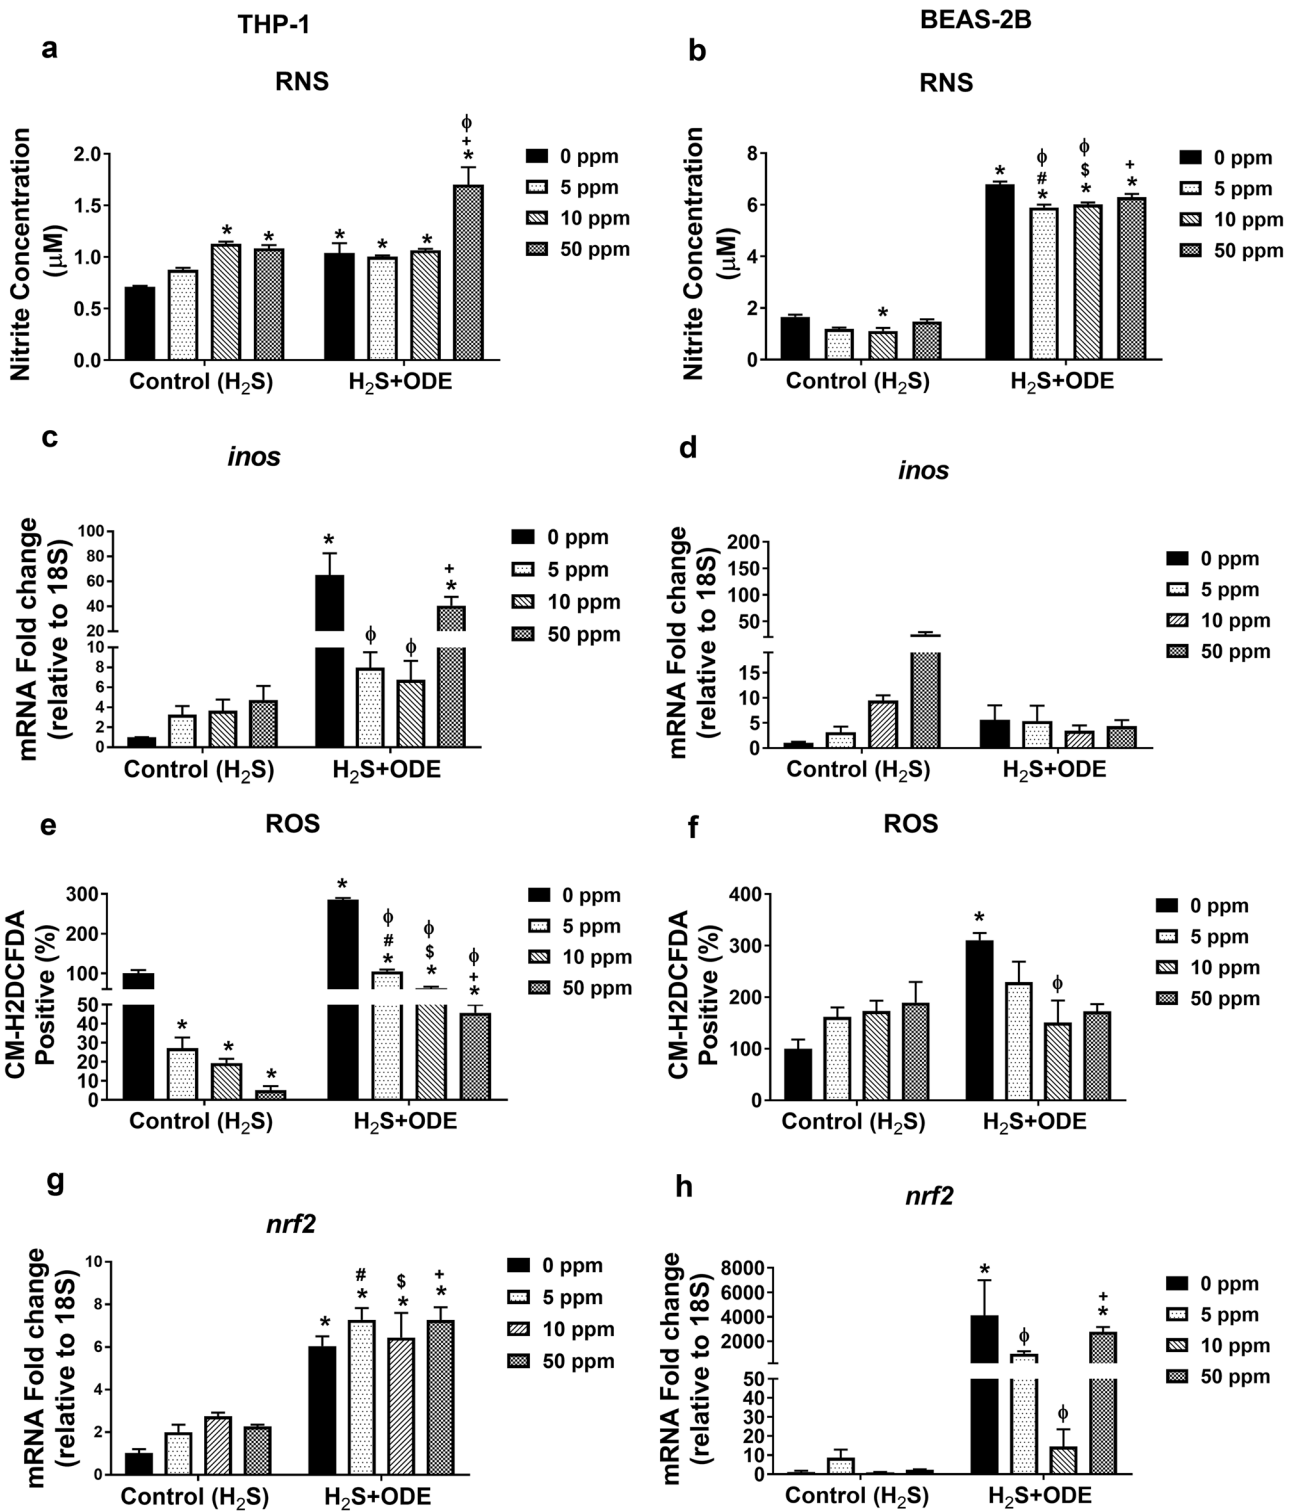 THP-1
BEAS-2B
a
RNS
Nitrite Concentration
(μM)
2.0
1.5
1.0
0.5
0.0
* * * * * * + ϕ
Control (H₂S)
H₂S+ODE
0 ppm
5 ppm
10 ppm
50 ppm
b
RNS
Nitrite Concentration
(μM)
8
6
4
2
0
* * * # ϕ * $ ϕ * +
Control (H₂S)
H₂S+ODE
0 ppm
5 ppm
10 ppm
50 ppm
c
inos
mRNA Fold change
(relative to 18S)
100
80
60
40
20
10
8
6
4
2
0
* ϕ ϕ * +
Control (H₂S)
H₂S+ODE
0 ppm
5 ppm
10 ppm
50 ppm
d
inos
mRNA Fold change
(relative to 18S)
200
150
100
50
15
10
5
0
Control (H₂S)
H₂S+ODE
0 ppm
5 ppm
10 ppm
50 ppm
e
ROS
CM-H2DCFDA
Positive (%)
300
200
100
50
40
30
20
10
0
* * * * * # ϕ * $ ϕ * + ϕ
Control (H₂S)
H₂S+ODE
0 ppm
5 ppm
10 ppm
50 ppm
f
ROS
CM-H2DCFDA
Positive (%)
400
300
200
100
0
* ϕ
Control (H₂S)
H₂S+ODE
0 ppm
5 ppm
10 ppm
50 ppm
g
nrf2
mRNA Fold change
(relative to 18S)
10
8
6
4
2
0
* * # * $ * +
Control (H₂S)
H₂S+ODE
0 ppm
5 ppm
10 ppm
50 ppm
h
nrf2
mRNA Fold change
(relative to 18S)
8000
6000
4000
2000
50
40
30
20
10
0
* ϕ ϕ * +
Control (H₂S)
H₂S+ODE
0 ppm
5 ppm
10 ppm
50 ppm